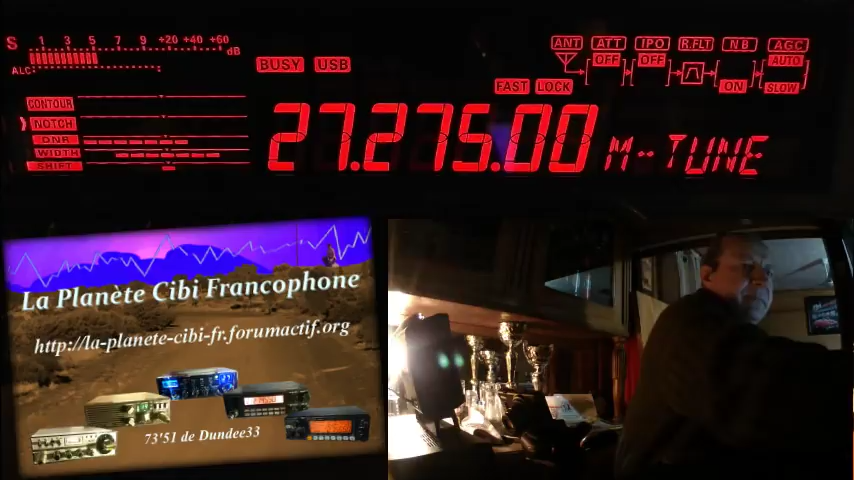 S 1 3 5 7 9 +20 +40 +60 dB
ALC
BUSY USB
ANT ATT IPO R.FLT NB AGC
OFF OFF AUTO
ON SLOW
FAST LOCK
CONTOUR
NOTCH
DNR
WIDTH
SHIFT
27.275.00 M--TUNE
La Planète Cibi Francophone
http://la-planete-cibi-fr.forumactif.org
73'51 de Dundee33